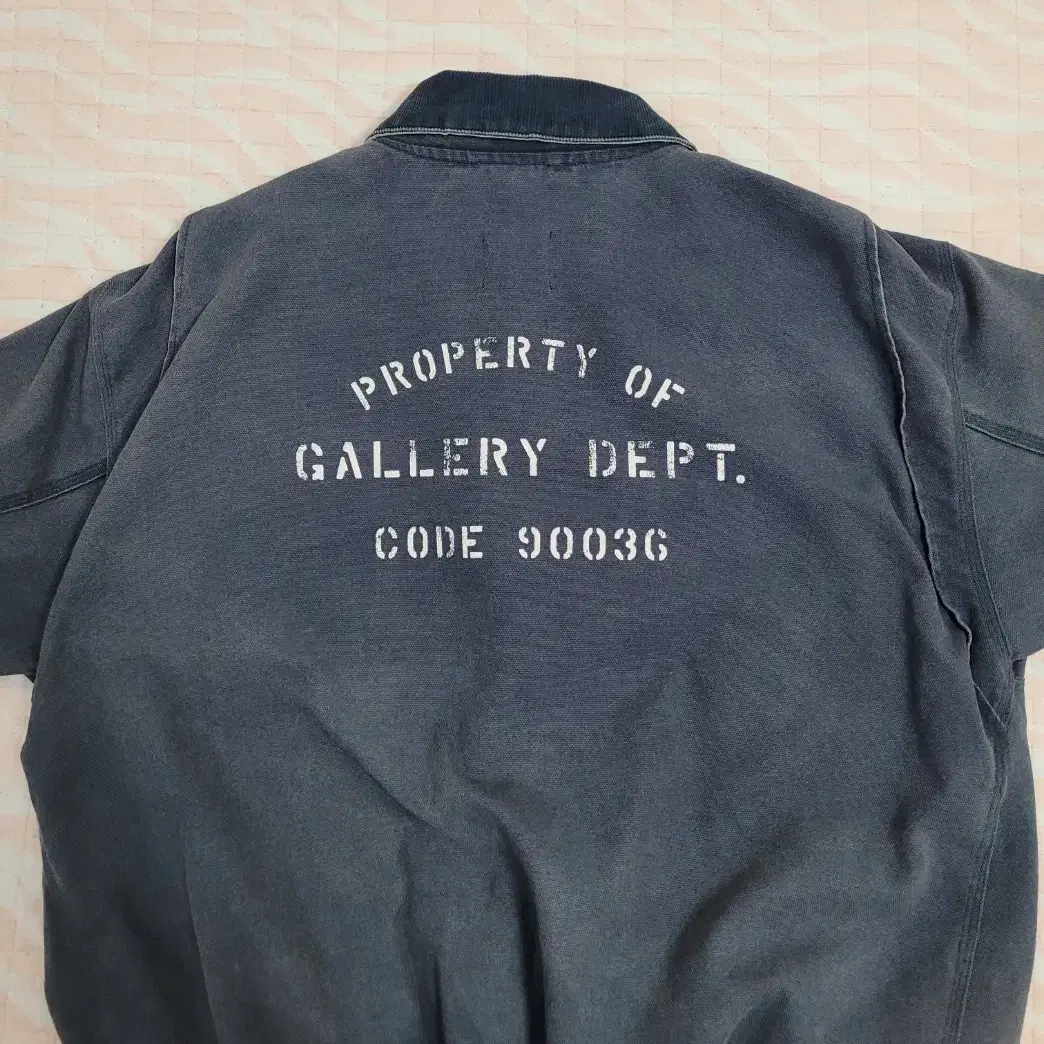 PROPERTY OF
GALLERY DEPT.
CODE 90036